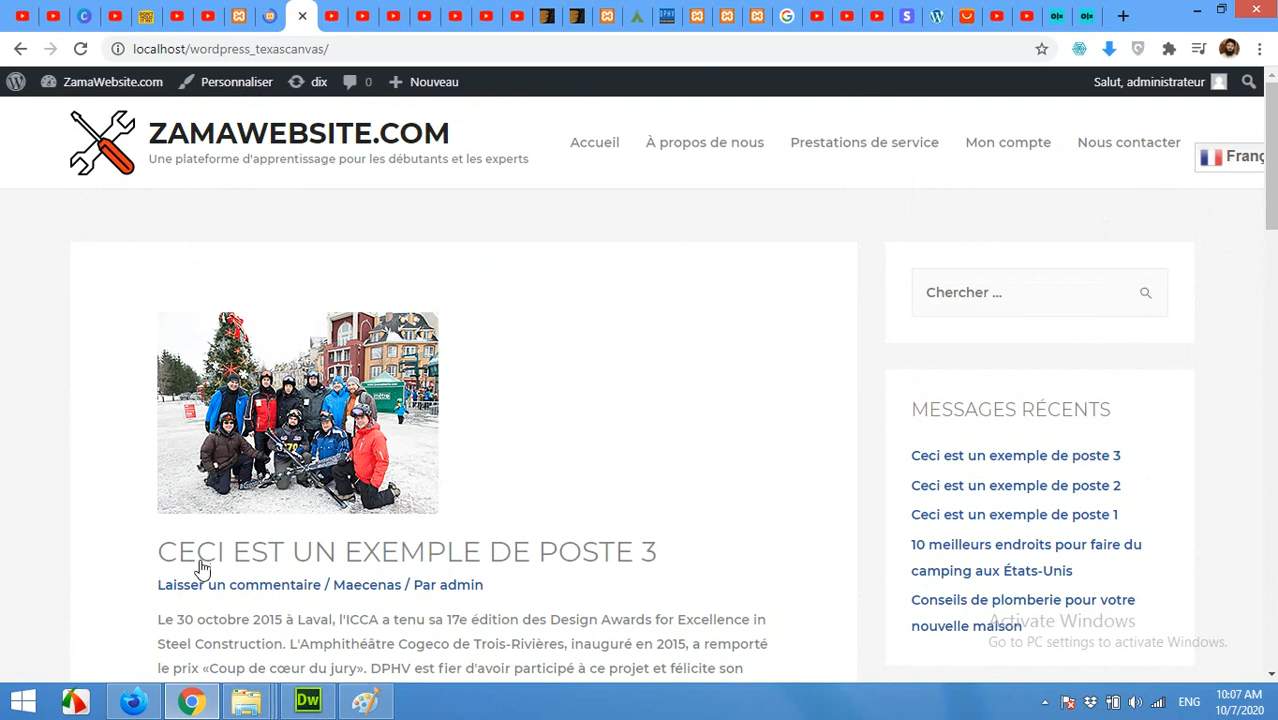 localhost/wordpress_texascanvas/
ZamaWebsite.com Personnaliser dix 0 Nouveau Salut, administrateur
ZAMAWEBSITE.COM
Une plateforme d'apprentissage pour les débutants et les experts
Accueil À propos de nous Prestations de service Mon compte Nous contacter
Franç
Chercher ...
MESSAGES RÉCENTS
Ceci est un exemple de poste 3
Ceci est un exemple de poste 2
Ceci est un exemple de poste 1
10 meilleurs endroits pour faire du
camping aux États-Unis
Conseils de plomberie pour votre
nouvelle maison
CECI EST UN EXEMPLE DE POSTE 3
Laisser un commentaire / Maecenas / Par admin
Le 30 octobre 2015 à Laval, l'ICCA a tenu sa 17e édition des Design Awards for Excellence in
Steel Construction. L'Amphithéâtre Cogeco de Trois-Rivières, inauguré en 2015, a remporté
le prix «Coup de cœur du jury». DPHV est fier d'avoir participé à ce projet et félicite son
Activate Windows
Go to PC settings to activate Windows.
Dw
ENG
10:07 AM
10/7/2020